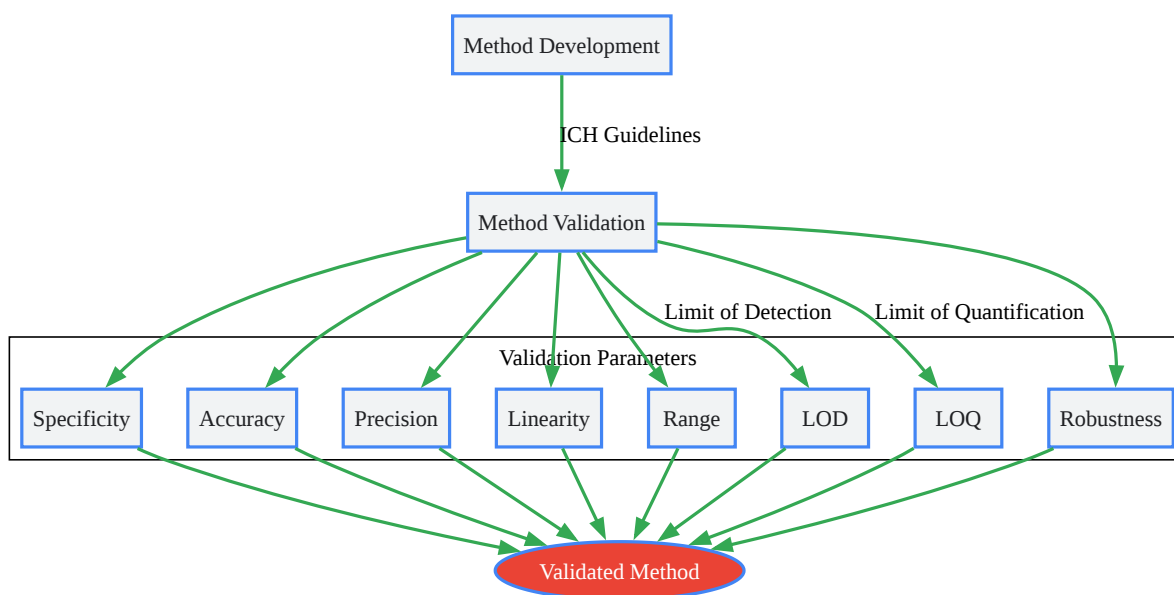 Method Development
ICH Guidelines
Method Validation
Limit of Detection
Limit of Quantification
Validation Parameters
Specificity
Accuracy
Precision
Linearity
Range
LOD
LOQ
Robustness
Validated Method